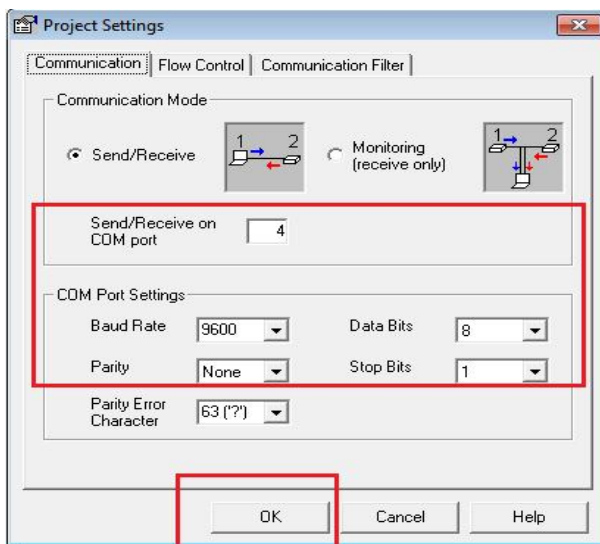 Project Settings
Communication Flow Control Communication Filter
Communication Mode
Send/Receive
1 2
Monitoring
(receive only)
1 2
Send/Receive on
COM port
4
COM Port Settings
Baud Rate 9600 Data Bits 8
Parity None Stop Bits 1
Parity Error
Character
63 ('?')
OK Cancel Help